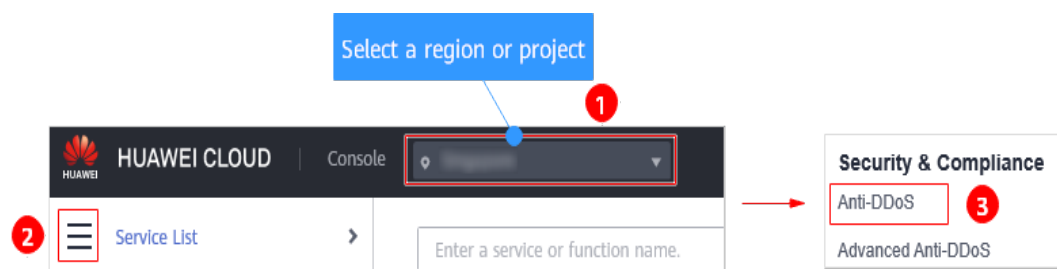 Select a region or project
1
HUAWEI
HUAWEI CLOUD
Console
2
Service List
Enter a service or function name.
Security & Compliance
Anti-DDoS
3
Advanced Anti-DDoS